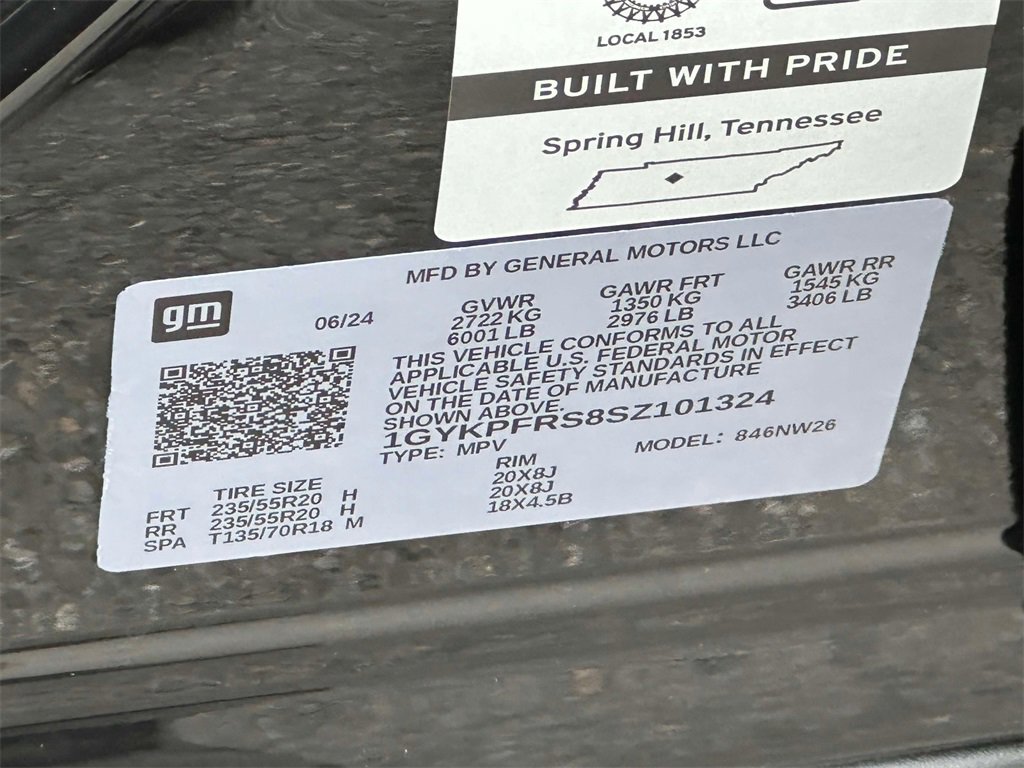 LOCAL 1853
BUILT WITH PRIDE
Spring Hill, Tennessee
MFD BY GENERAL MOTORS LLC
gm
06/24
GVWR
2722 KG
6001 LB
GAWR FRT
1350 KG
2976 LB
GAWR RR
1545 KG
3406 LB
THIS VEHICLE CONFORMS TO ALL
APPLICABLE U.S. FEDERAL MOTOR
VEHICLE SAFETY STANDARDS IN EFFECT
ON THE DATE OF MANUFACTURE
SHOWN ABOVE.
1GYKPFRS8SZ101324
TYPE: MPV
MODEL: 846NW26
TIRE SIZE RIM
FRT 235/55R20 H 20X8J
RR 235/55R20 H 20X8J
SPA T135/70R18 M 18X4.5B